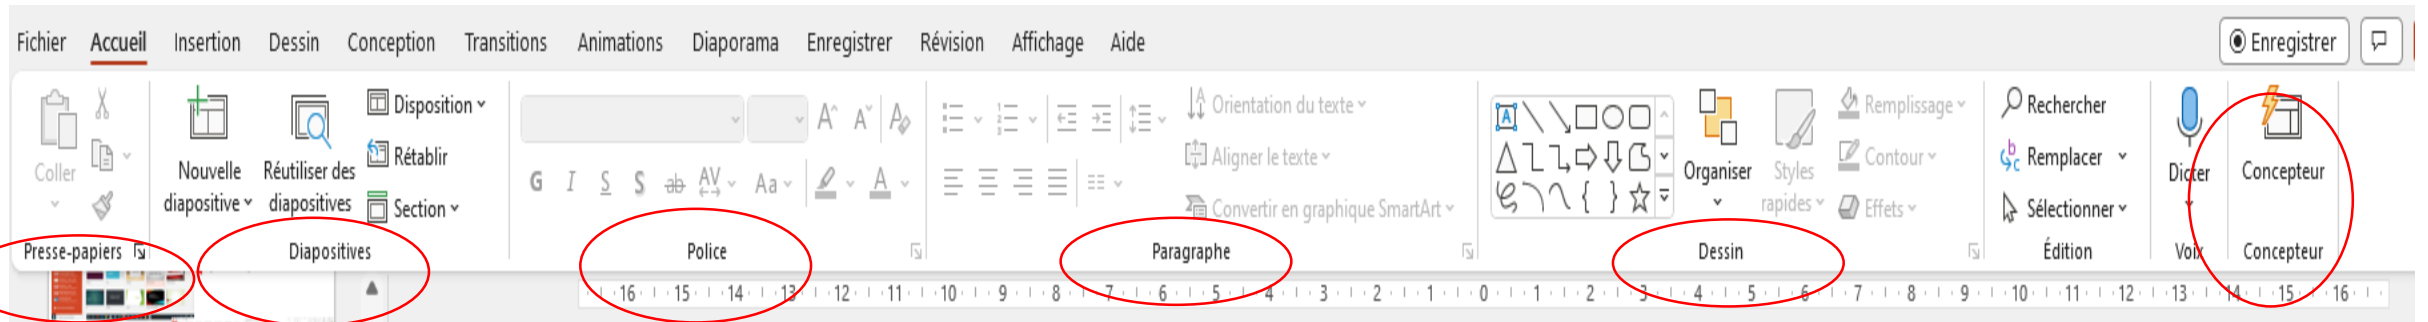 Fichier Accueil Insertion Dessin Conception Transitions Animations Diaporama Enregistrer Révision Affichage Aide Enregistrer
Coller
Nouvelle diapositive
Réutiliser des diapositives
Disposition
Rétablir
Section
G I S S ab AV Aa A
A A A
Orientation du texte
Aligner le texte
Convertir en graphique SmartArt
A
Organiser
Styles rapides
Remplissage
Contour
Effets
Rechercher
Remplacer
Sélectionner
Dicter
Concepteur
Presse-papiers Diapositives Police Paragraphe Dessin Édition Voix Concepteur
16 15 14 13 12 11 10 9 8 7 6 5 4 3 2 1 0 1 2 3 4 5 6 7 8 9 10 11 12 13 14 15 16